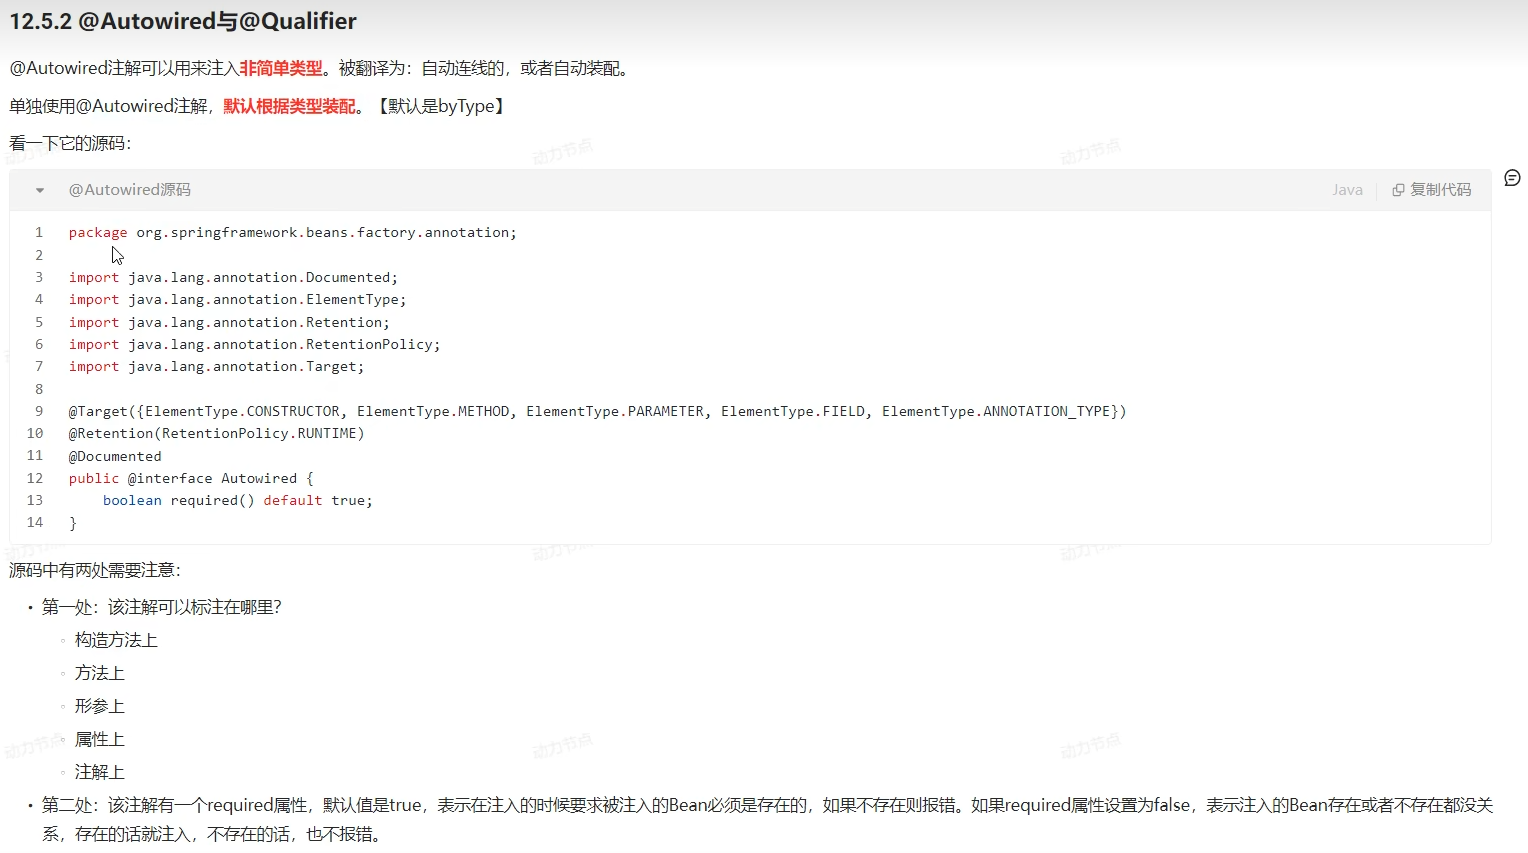 12.5.2 @Autowired与@Qualifier
@Autowired注解可以用来注入非简单类型。被翻译为：自动连线的，或者自动装配。
单独使用@Autowired注解，默认根据类型装配。【默认是byType】
看一下它的源码：
@Autowired源码
Java
复制代码
1 package org.springframework.beans.factory.annotation;
2
3 import java.lang.annotation.Documented;
4 import java.lang.annotation.ElementType;
5 import java.lang.annotation.Retention;
6 import java.lang.annotation.RetentionPolicy;
7 import java.lang.annotation.Target;
8
9 @Target({ElementType.CONSTRUCTOR, ElementType.METHOD, ElementType.PARAMETER, ElementType.FIELD, ElementType.ANNOTATION_TYPE})
10 @Retention(RetentionPolicy.RUNTIME)
11 @Documented
12 public @interface Autowired {
13     boolean required() default true;
14 }
源码中有两处需要注意：
• 第一处：该注解可以标注在哪里？
◦ 构造方法上
◦ 方法上
◦ 形参上
◦ 属性上
◦ 注解上
• 第二处：该注解有一个required属性，默认值是true，表示在注入的时候要求被注入的Bean必须是存在的，如果不存在则报错。如果required属性设置为false，表示注入的Bean存在或者不存在都没关
系，存在的话就注入，不存在的话，也不报错。
动力节点
动力节点
动力节点
动力节点
动力节点
动力节点
动力节点
动力节点
动力节点